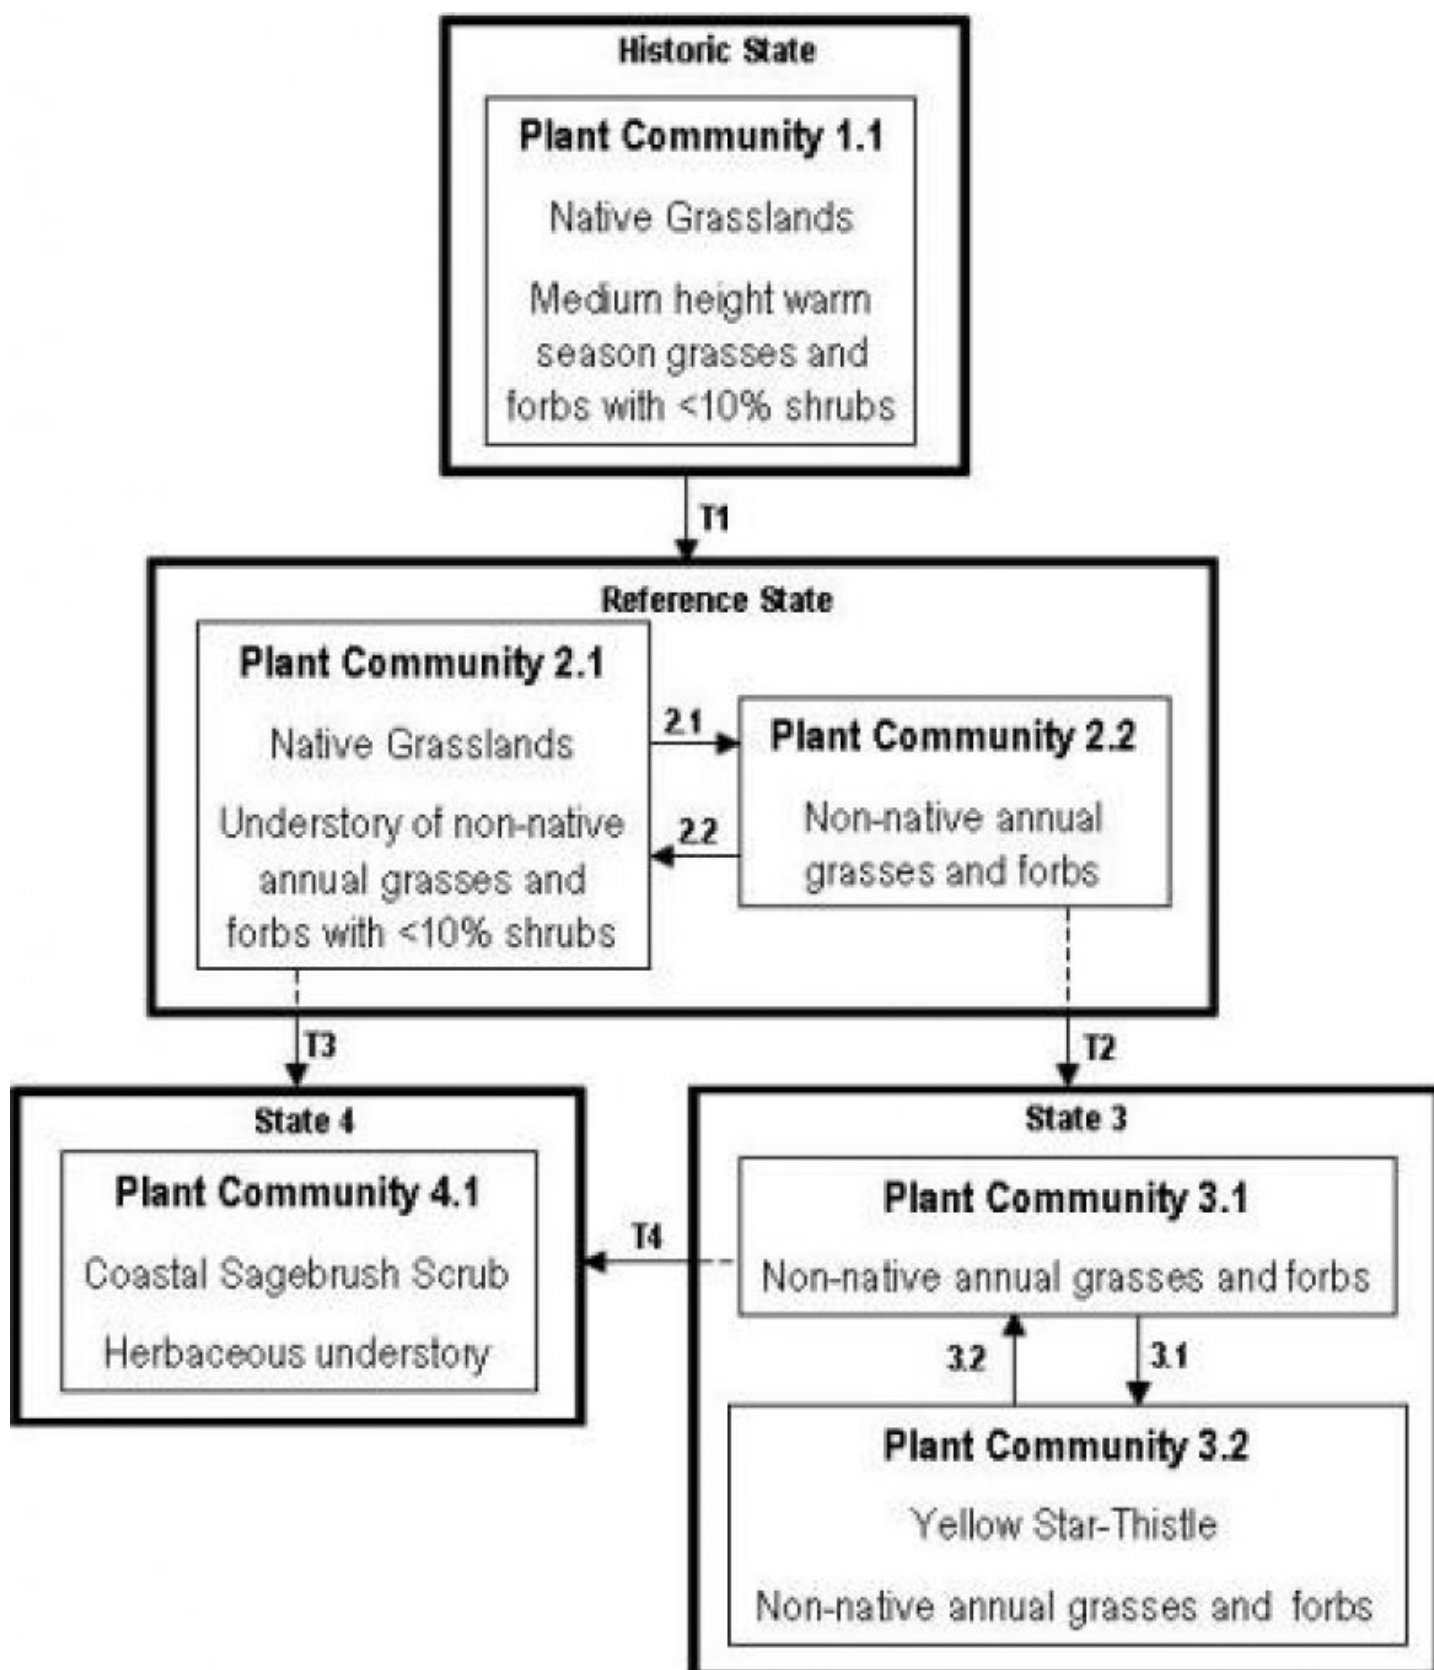 Historic State
Plant Community 1.1
Native Grasslands
Medium height warm
season grasses and
forbs with <10% shrubs
T1
Reference State
Plant Community 2.1
Native Grasslands
Understory of non-native
annual grasses and
forbs with <10% shrubs
2.1
2.2
Plant Community 2.2
Non-native annual
grasses and forbs
T3
T2
State 4
Plant Community 4.1
Coastal Sagebrush Scrub
Herbaceous understory
T4
State 3
Plant Community 3.1
Non-native annual grasses and forbs
3.2
3.1
Plant Community 3.2
Yellow Star-Thistle
Non-native annual grasses and forbs